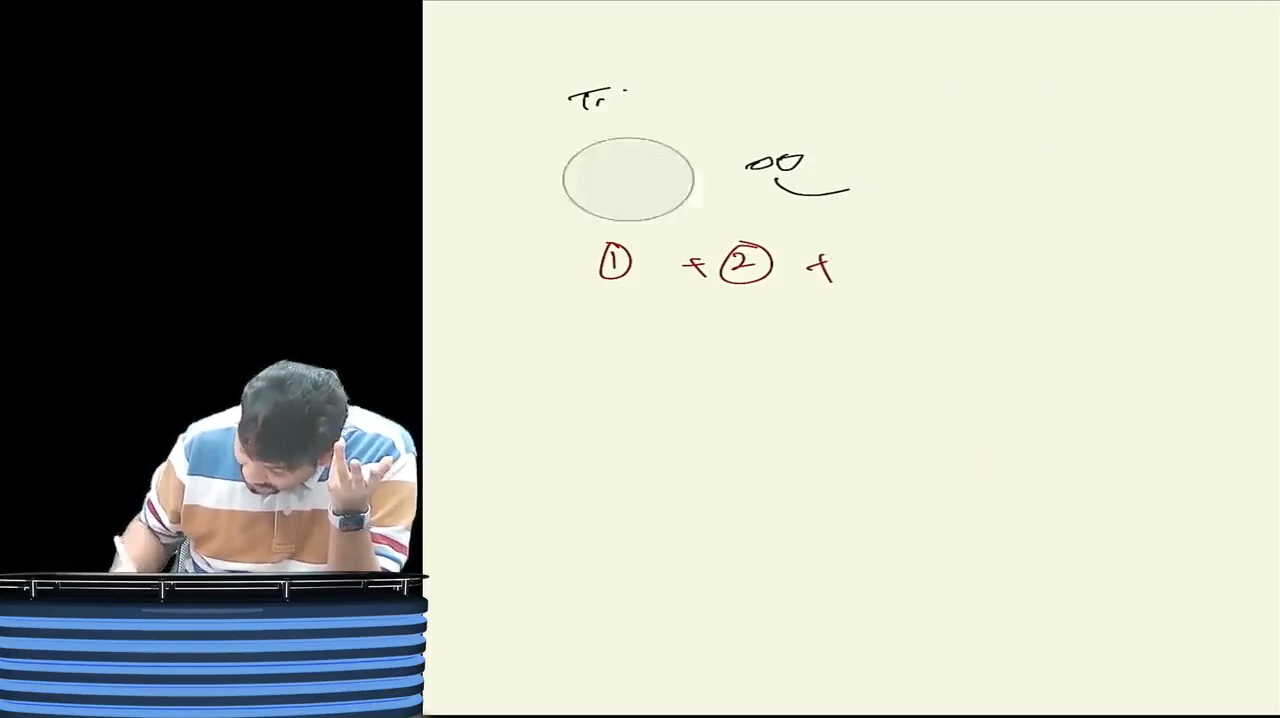 Tr
① + ② +